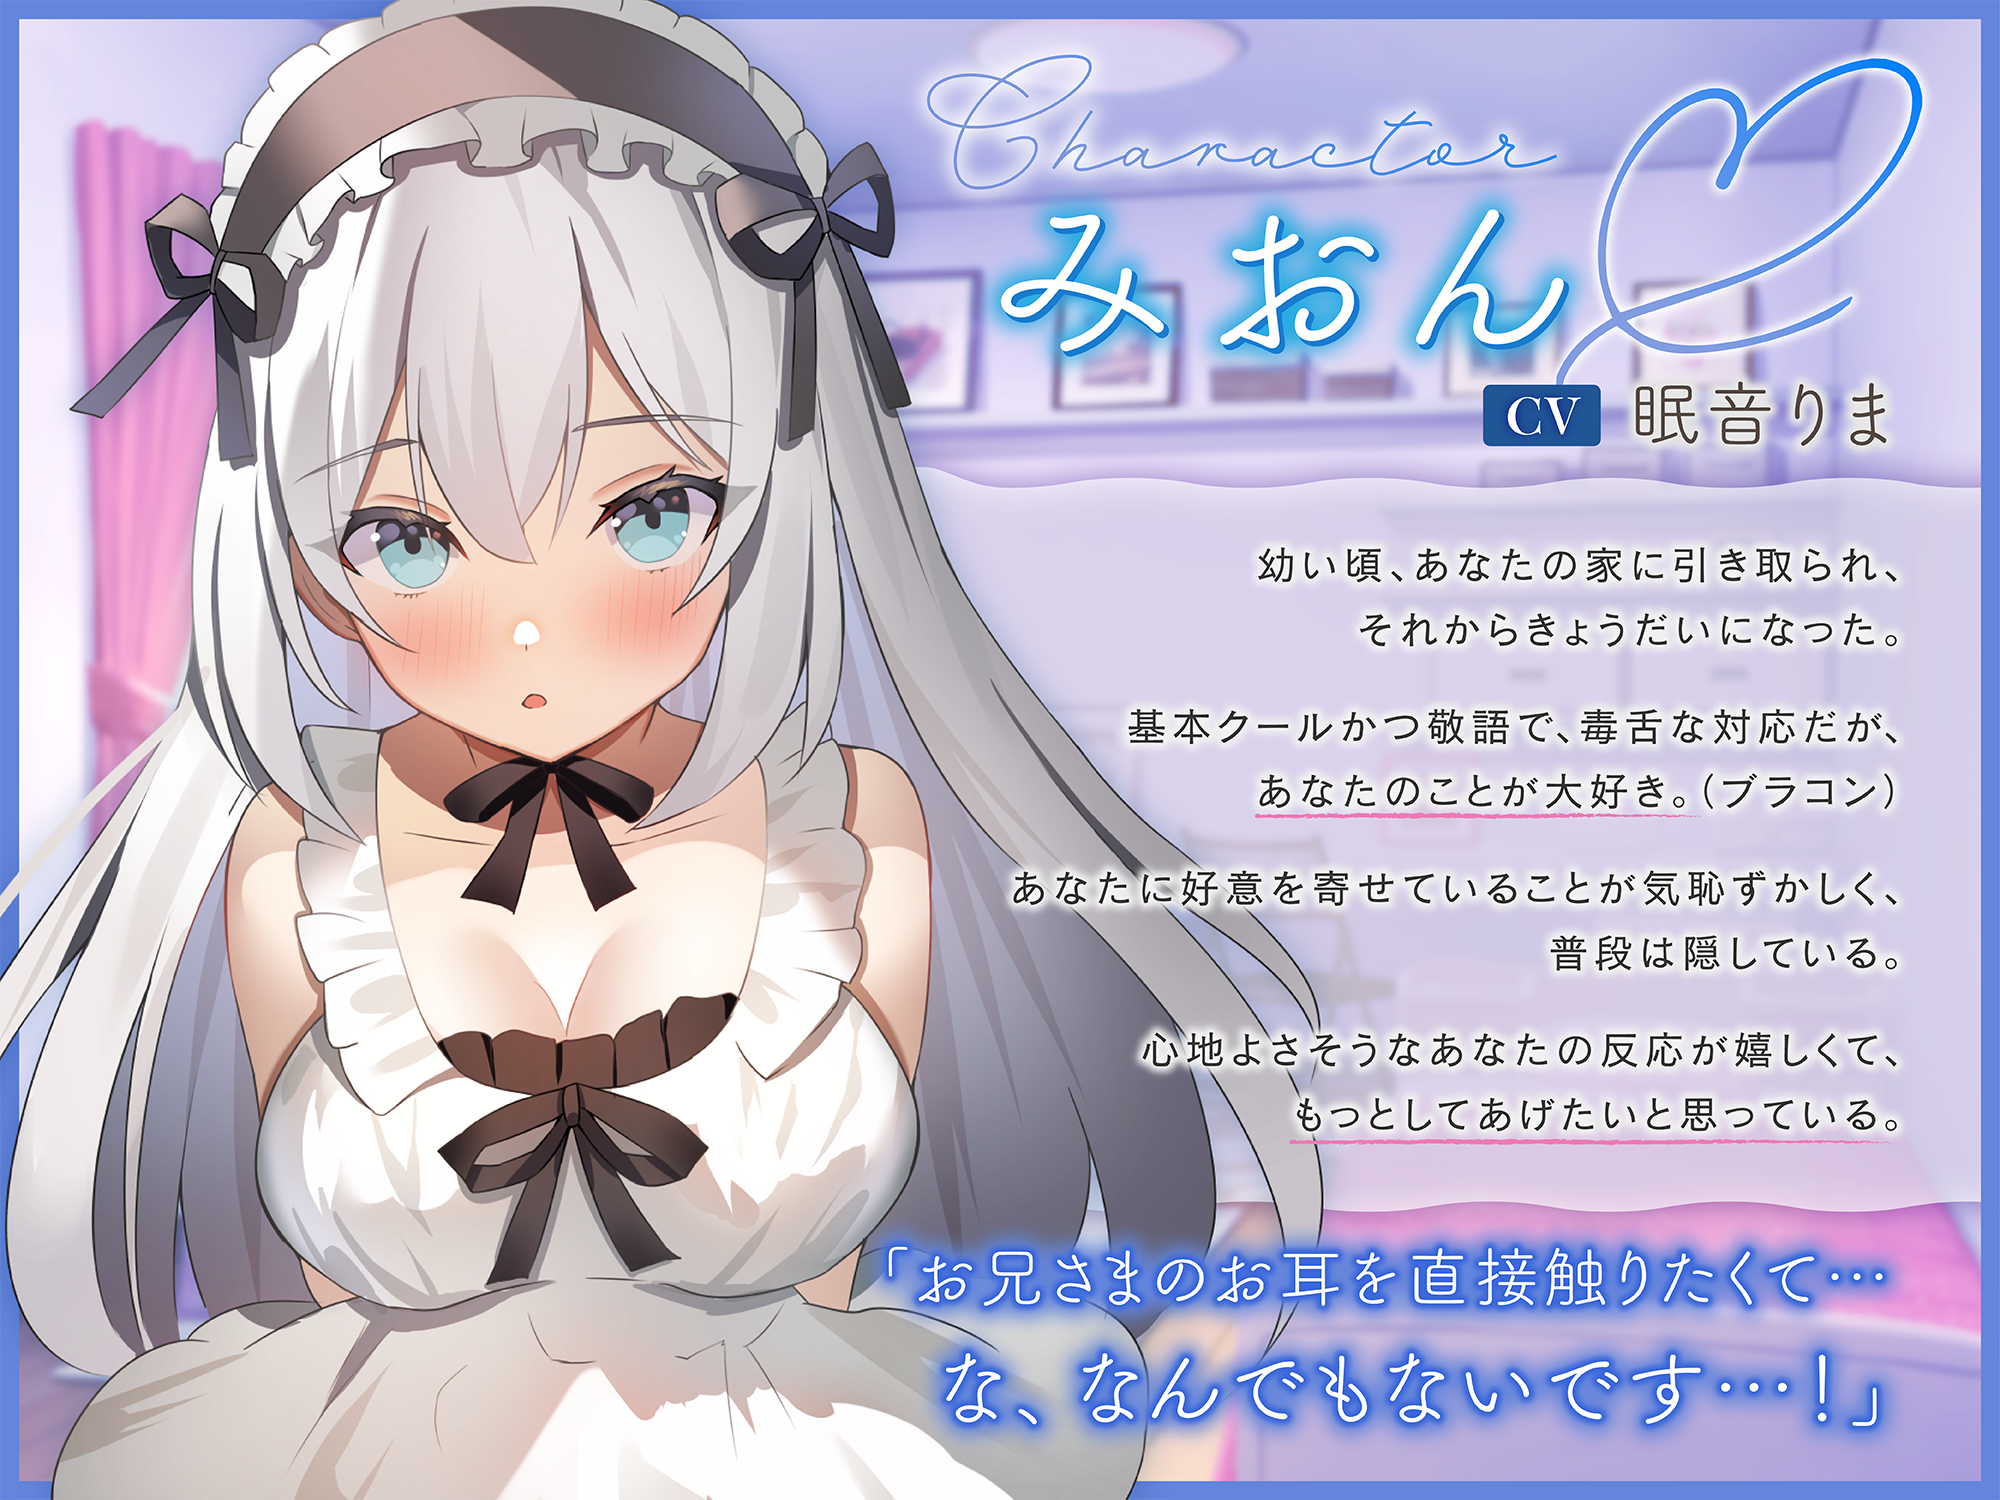 Charactor
みおん
CV 眠音りま
幼い頃、あなたの家に引き取られ、
それからきょうだいになった。
基本クールかつ敬語で、毒舌な対応だが、
あなたのことが大好き。（ブラコン）
あなたに好意を寄せていることが気恥ずかしく、
普段は隠している。
心地よさそうなあなたの反応が嬉しくて、
もっとしてあげたいと思っている。
「お兄さまのお耳を直接触りたくて…
な、なんでもないです…！」